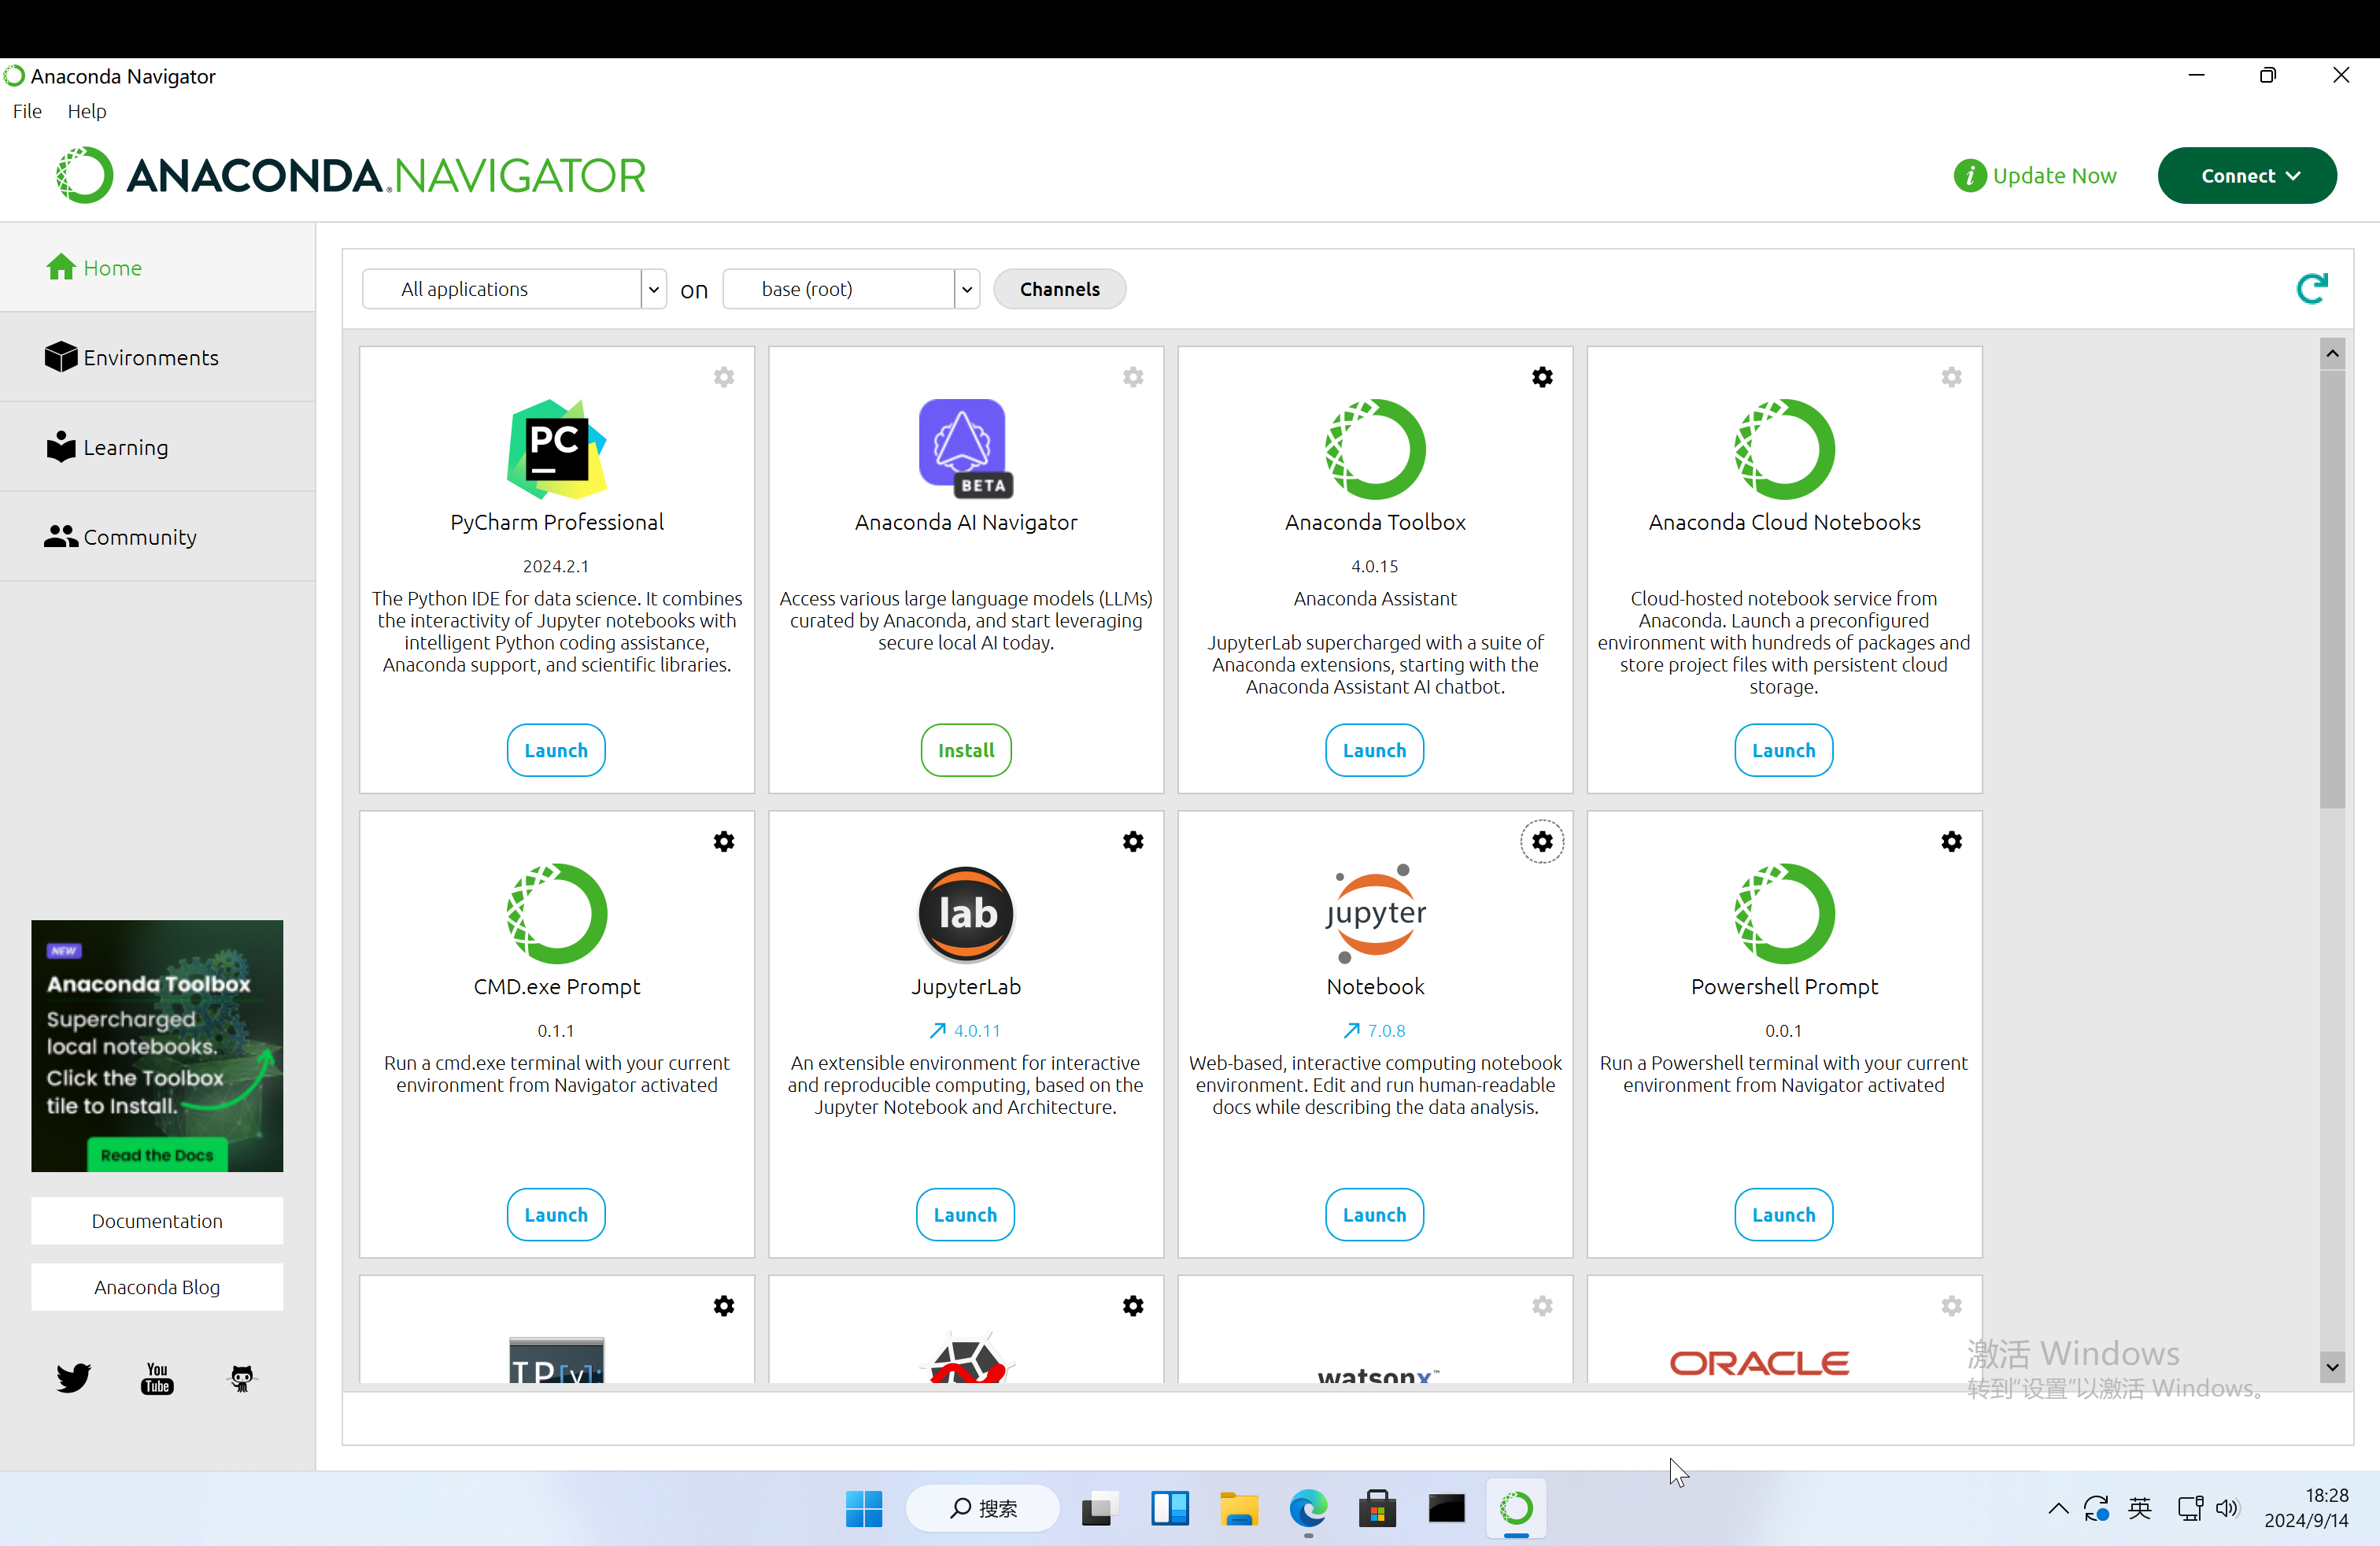 Anaconda Navigator
File Help
ANACONDA.NAVIGATOR
i Update Now
Connect
Home
Environments
Learning
Community
All applications on base (root) Channels
PC
PyCharm Professional
2024.2.1
The Python IDE for data science. It combines
the interactivity of Jupyter notebooks with
intelligent Python coding assistance,
Anaconda support, and scientific libraries.
Launch
BETA
Anaconda AI Navigator
Access various large language models (LLMs)
curated by Anaconda, and start leveraging
secure local AI today.
Install
Anaconda Toolbox
4.0.15
Anaconda Assistant
JupyterLab supercharged with a suite of
Anaconda extensions, starting with the
Anaconda Assistant AI chatbot.
Launch
Anaconda Cloud Notebooks
Cloud-hosted notebook service from
Anaconda. Launch a preconfigured
environment with hundreds of packages and
store project files with persistent cloud
storage.
Launch
CMD.exe Prompt
0.1.1
Run a cmd.exe terminal with your current
environment from Navigator activated
Launch
lab
JupyterLab
4.0.11
An extensible environment for interactive
and reproducible computing, based on the
Jupyter Notebook and Architecture.
Launch
jupyter
Notebook
7.0.8
Web-based, interactive computing notebook
environment. Edit and run human-readable
docs while describing the data analysis.
Launch
Powershell Prompt
0.0.1
Run a Powershell terminal with your current
environment from Navigator activated
Launch
IP[y]:
watsonx™
ORACLE
NEW
Anaconda Toolbox
Supercharged
local notebooks.
Click the Toolbox
tile to Install.
Read the Docs
Documentation
Anaconda Blog
You
Tube
激活 Windows
转到“设置”以激活 Windows。
搜索
英
18:28
2024/9/14